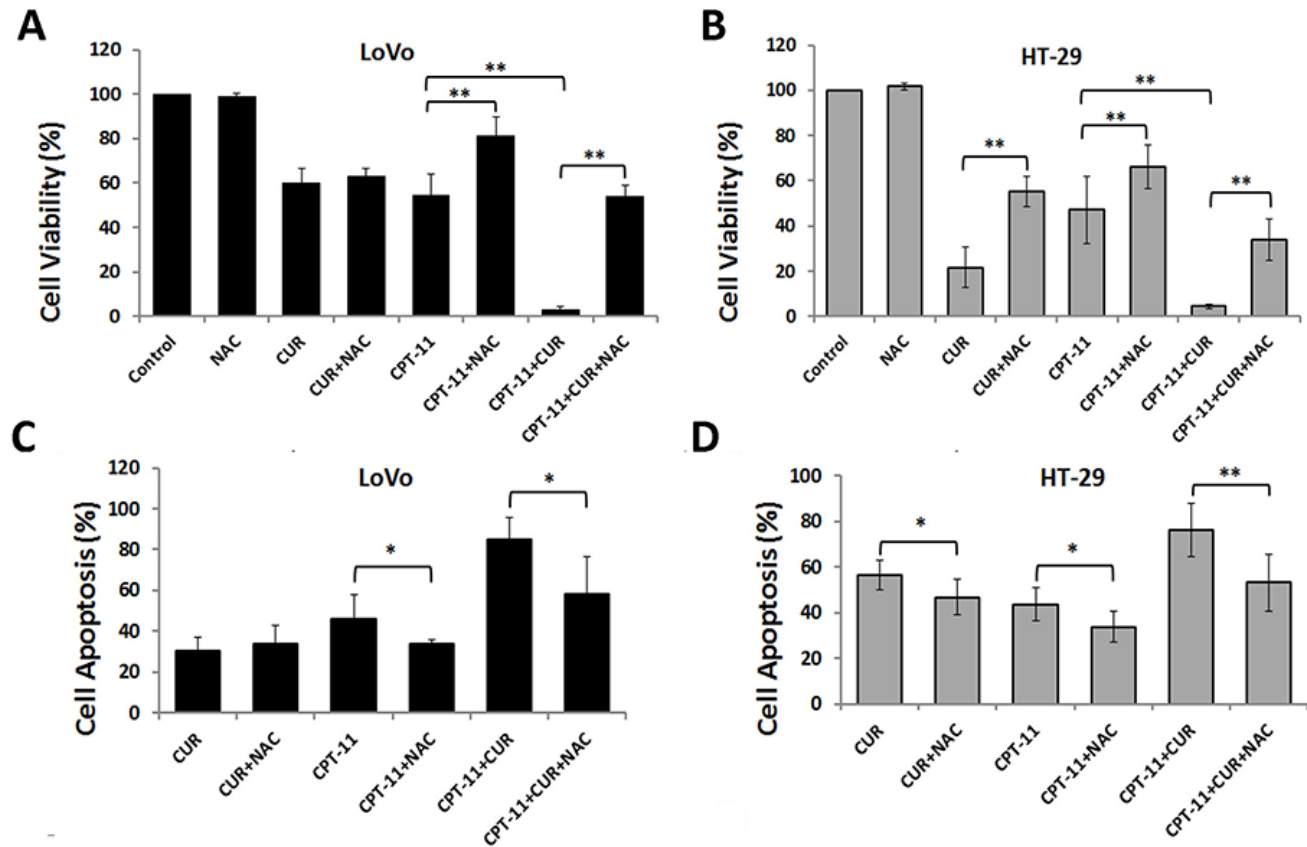 A
LoVo
Cell Viability (%)
120
100
80
60
40
20
0
**
**
**
Control
NAC
CUR
CUR+NAC
CPT-11
CPT-11+NAC
CPT-11+CUR
CPT-11+CUR+NAC
B
HT-29
Cell Viability (%)
120
100
80
60
40
20
0
**
**
**
**
Control
NAC
CUR
CUR+NAC
CPT-11
CPT-11+NAC
CPT-11+CUR
CPT-11+CUR+NAC
C
LoVo
Cell Apoptosis (%)
120
100
80
60
40
20
0
*
*
CUR
CUR+NAC
CPT-11
CPT-11+NAC
CPT-11+CUR
CPT-11+CUR+NAC
D
HT-29
Cell Apoptosis (%)
100
80
60
40
20
0
*
*
**
CUR
CUR+NAC
CPT-11
CPT-11+NAC
CPT-11+CUR
CPT-11+CUR+NAC